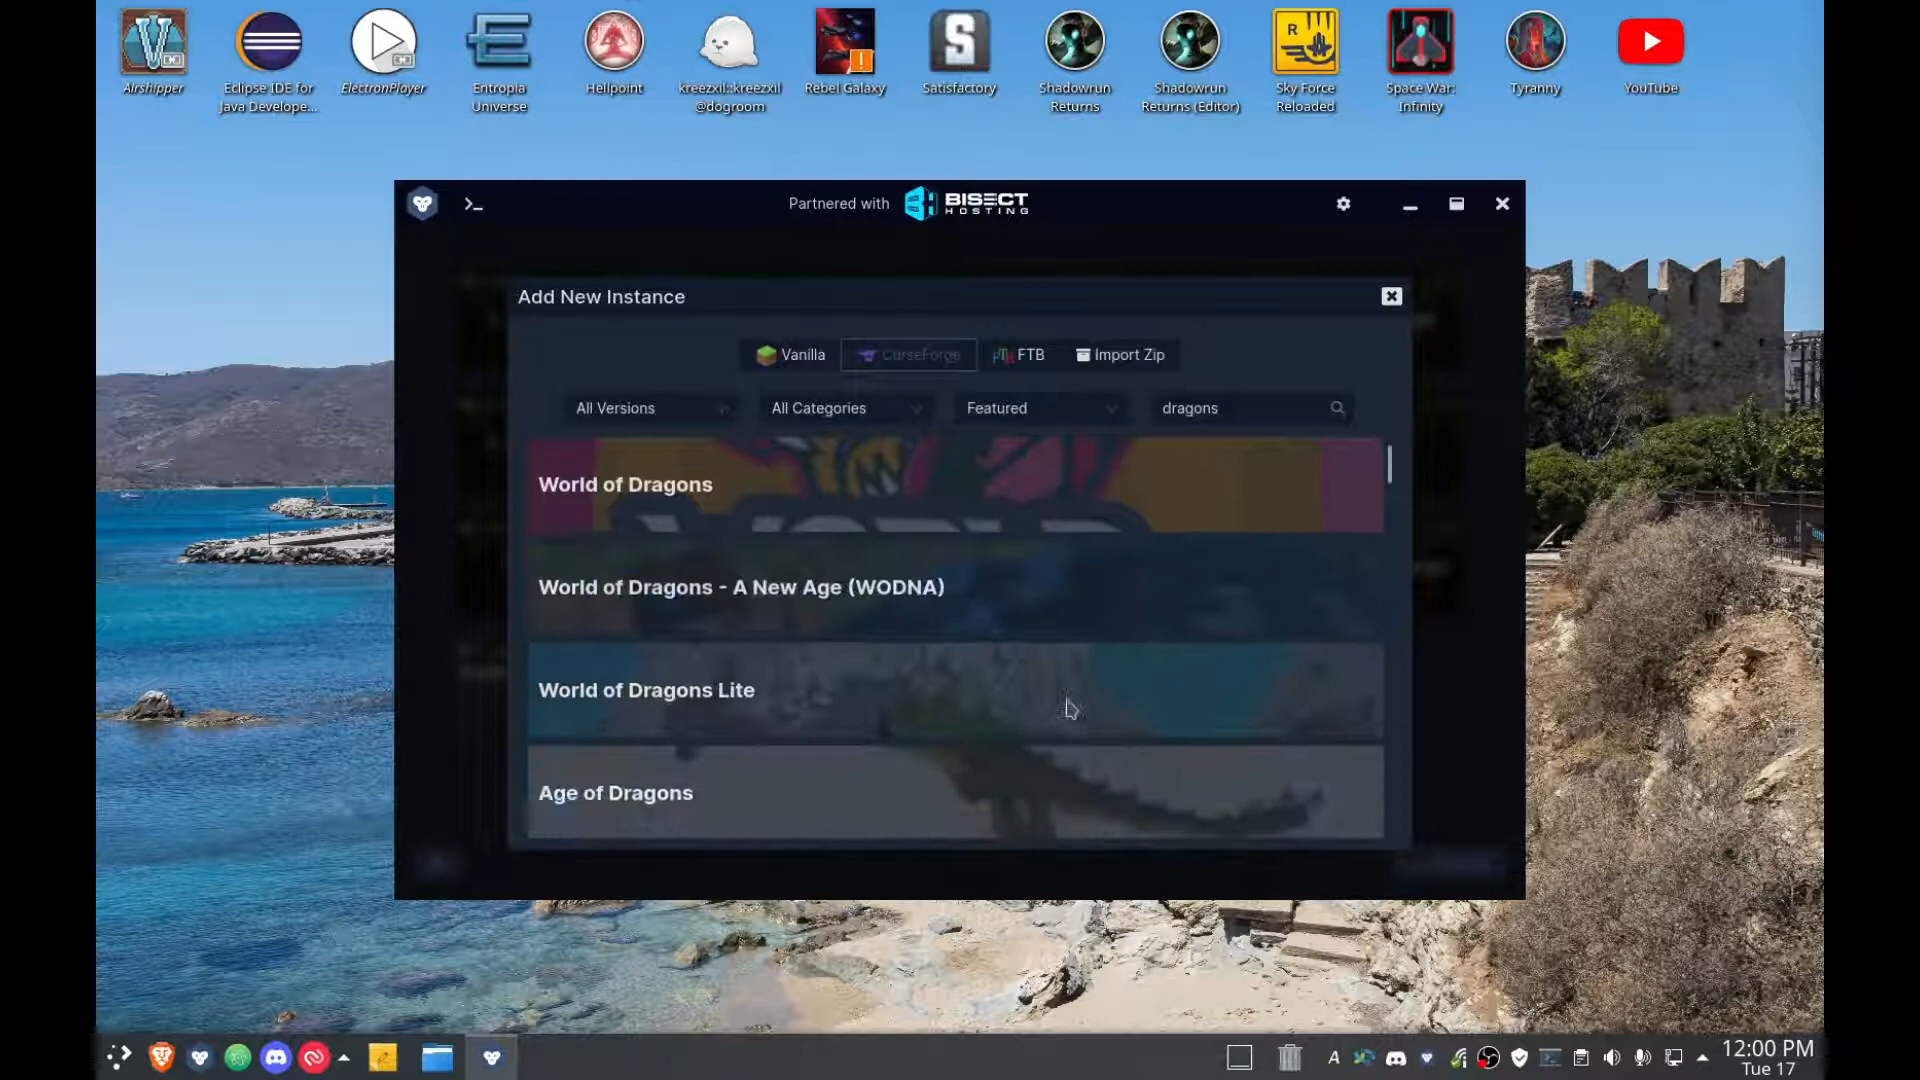 Airshipper
Eclipse IDE for
Java Develope...
ElectronPlayer
Entropia
Universe
Hellpoint
kreezxil::kreezxil
@dogroom
Rebel Galaxy
Satisfactory
Shadowrun
Returns
Shadowrun
Returns (Editor)
Sky Force
Reloaded
Space War:
Infinity
Tyranny
YouTube
Partnered with
BISECT
HOSTING
Add New Instance
Vanilla
CurseForge
FTB
Import Zip
All Versions
All Categories
Featured
dragons
World of Dragons
World of Dragons - A New Age (WODNA)
World of Dragons Lite
Age of Dragons
12:00 PM
Tue 17